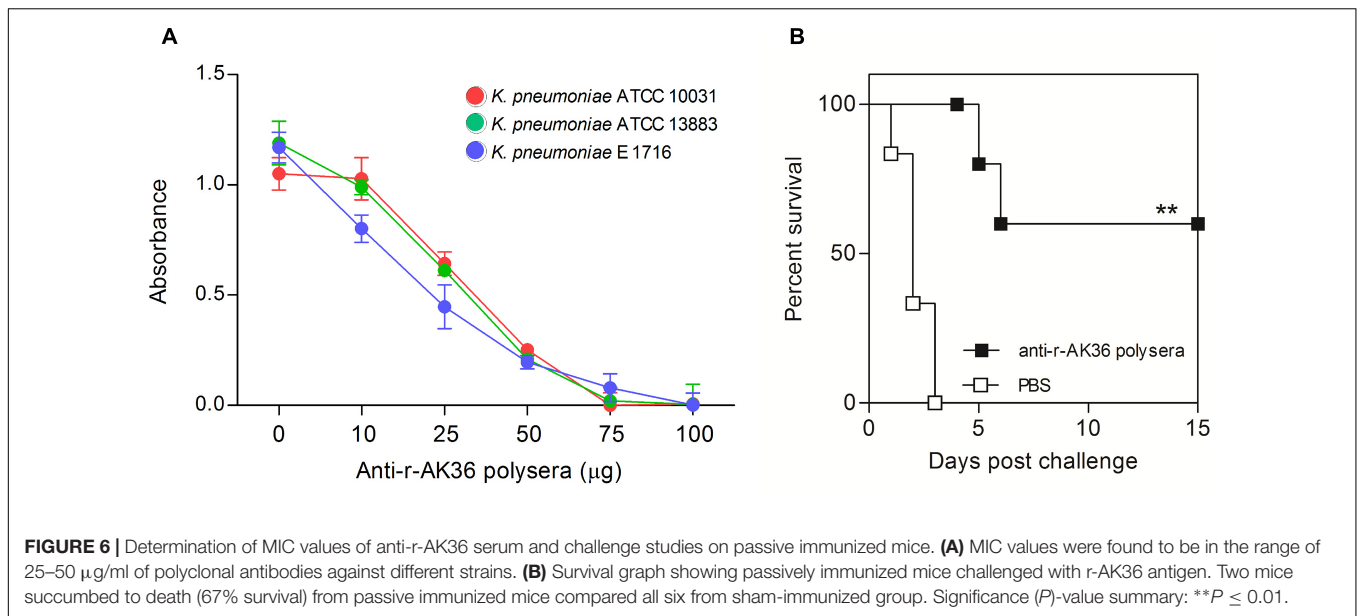 A
1.5
1.0
0.5
0.0
Absorbance
K. pneumoniae ATCC 10031
K. pneumoniae ATCC 13883
K. pneumoniae E 1716
0 10 25 50 75 100
Anti-r-AK36 polysera (μg)
B
100
50
0
Percent survival
**
anti-r-AK36 polysera
PBS
0 5 10 15
Days post challenge
FIGURE 6 | Determination of MIC values of anti-r-AK36 serum and challenge studies on passive immunized mice. (A) MIC values were found to be in the range of
25–50 μg/ml of polyclonal antibodies against different strains. (B) Survival graph showing passively immunized mice challenged with r-AK36 antigen. Two mice
succumbed to death (67% survival) from passive immunized mice compared all six from sham-immunized group. Significance (P)-value summary: **P ≤ 0.01.